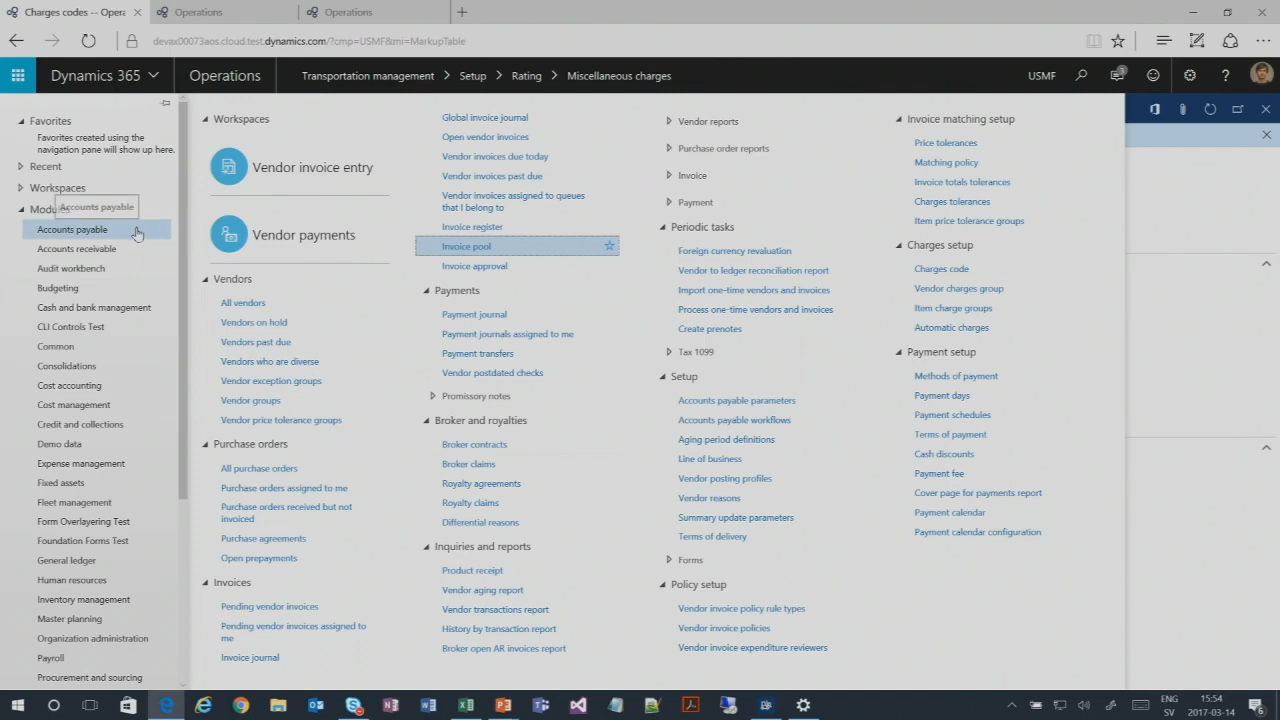 Charges codes -- Opera
Operations
Operations
devax00073aos.cloud.test.dynamics.com/?cmp=USMF&mi=MarkupTable
Dynamics 365
Operations
Transportation management > Setup > Rating > Miscellaneous charges
USMF
3
?
Favorites
Favorites created using the
navigation pane will show up here.
Recent
Workspaces
Modu
Accounts payable
Accounts payable
Accounts receivable
Audit workbench
Budgeting
Cash and bank management
CLI Controls Test
Common
Consolidations
Cost accounting
Cost management
Credit and collections
Demo data
Expense management
Fixed assets
Fleet management
Form Overlayering Test
Foundation Forms Test
General ledger
Human resources
Inventory management
Master planning
Organization administration
Payroll
Procurement and sourcing
Workspaces
Vendor invoice entry
Vendor payments
Vendors
All vendors
Vendors on hold
Vendors past due
Vendors who are diverse
Vendor exception groups
Vendor groups
Vendor price tolerance groups
Purchase orders
All purchase orders
Purchase orders assigned to me
Purchase orders received but not
invoiced
Purchase agreements
Open prepayments
Invoices
Pending vendor invoices
Pending vendor invoices assigned to
me
Invoice journal
Global invoice journal
Open vendor invoices
Vendor invoices due today
Vendor invoices past due
Vendor invoices assigned to queues
that I belong to
Invoice register
Invoice pool
Invoice approval
Payments
Payment journal
Payment journals assigned to me
Payment transfers
Vendor postdated checks
Promissory notes
Broker and royalties
Broker contracts
Broker claims
Royalty agreements
Royalty claims
Differential reasons
Inquiries and reports
Product receipt
Vendor aging report
Vendor transactions report
History by transaction report
Broker open AR invoices report
Vendor reports
Purchase order reports
Invoice
Payment
Periodic tasks
Foreign currency revaluation
Vendor to ledger reconciliation report
Import one-time vendors and invoices
Process one-time vendors and invoices
Create prenotes
Tax 1099
Setup
Accounts payable parameters
Accounts payable workflows
Aging period definitions
Line of business
Vendor posting profiles
Vendor reasons
Summary update parameters
Terms of delivery
Forms
Policy setup
Vendor invoice policy rule types
Vendor invoice policies
Vendor invoice expenditure reviewers
Invoice matching setup
Price tolerances
Matching policy
Invoice totals tolerances
Charges tolerances
Item price tolerance groups
Charges setup
Charges code
Vendor charges group
Item charge groups
Automatic charges
Payment setup
Methods of payment
Payment days
Payment schedules
Terms of payment
Cash discounts
Payment fee
Cover page for payments report
Payment calendar
Payment calendar configuration
ENG
SV
15:54
2017-03-14
6